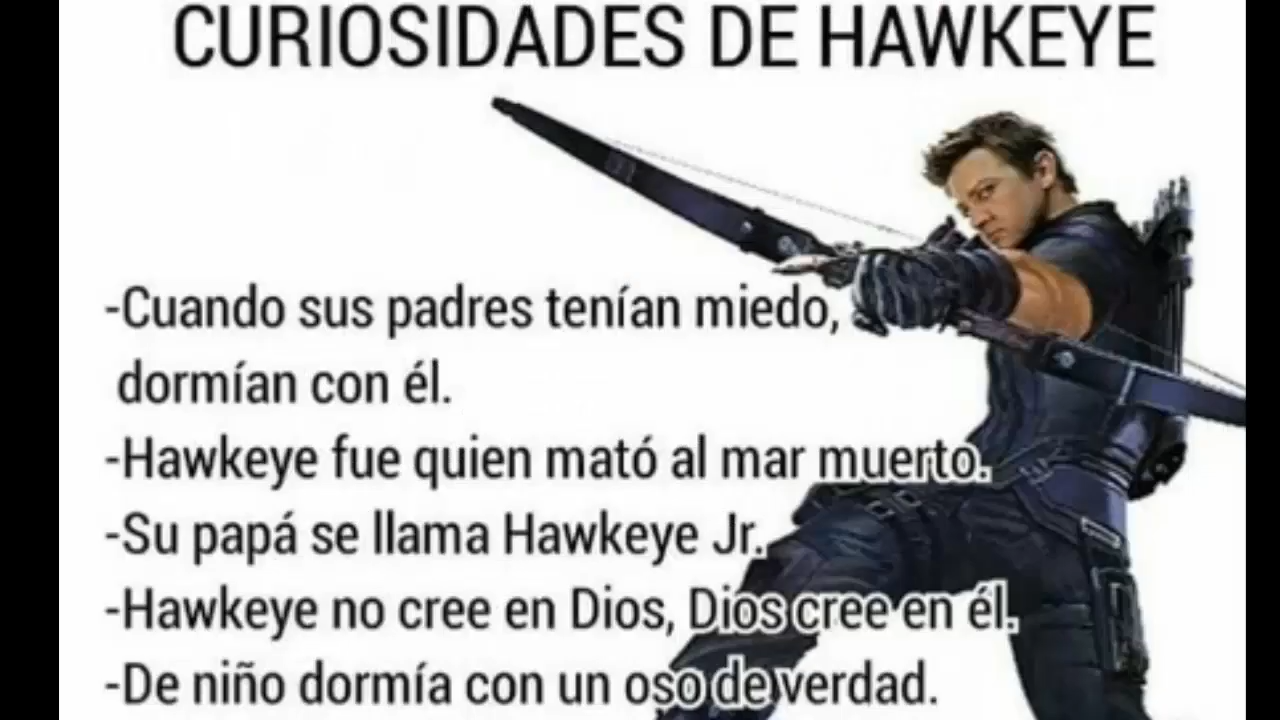 CURIOSIDADES DE HAWKEYE
-Cuando sus padres tenían miedo,
dormían con él.
-Hawkeye fue quien mató al mar muerto.
-Su papá se llama Hawkeye Jr.
-Hawkeye no cree en Dios, Dios cree en él.
-De niño dormía con un oso de verdad.